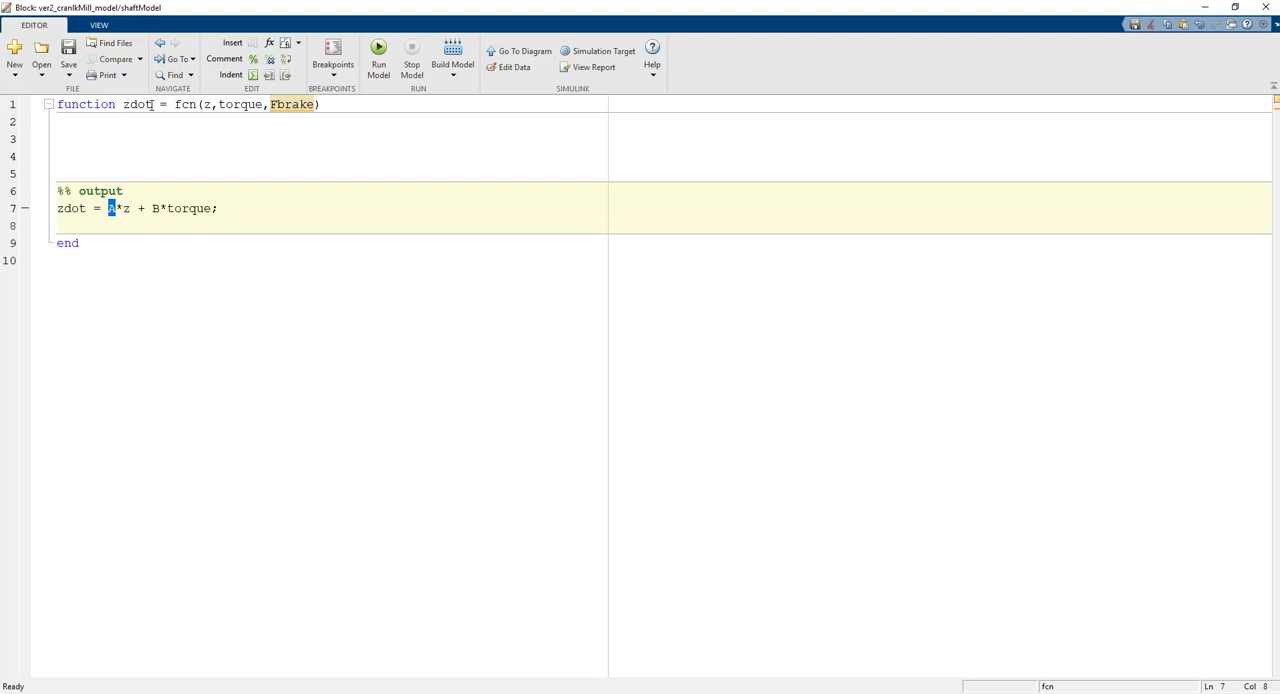 Block: ver2_cranlkMill_model/shaftModel
EDITOR VIEW
New Open Save Find Files Compare Print
FILE
Go To Find
NAVIGATE
Insert
Comment
Indent
EDIT
Breakpoints
BREAKPOINTS
Run Model Stop Model Build Model
RUN
Go To Diagram Simulation Target
Edit Data View Report
Help
SIMULINK
1 function zdot = fcn(z,torque,Fbrake)
2
3
4
5
6 %% output
7 zdot = A*z + B*torque;
8
9 end
10
Ready fcn Ln 7 Col 8